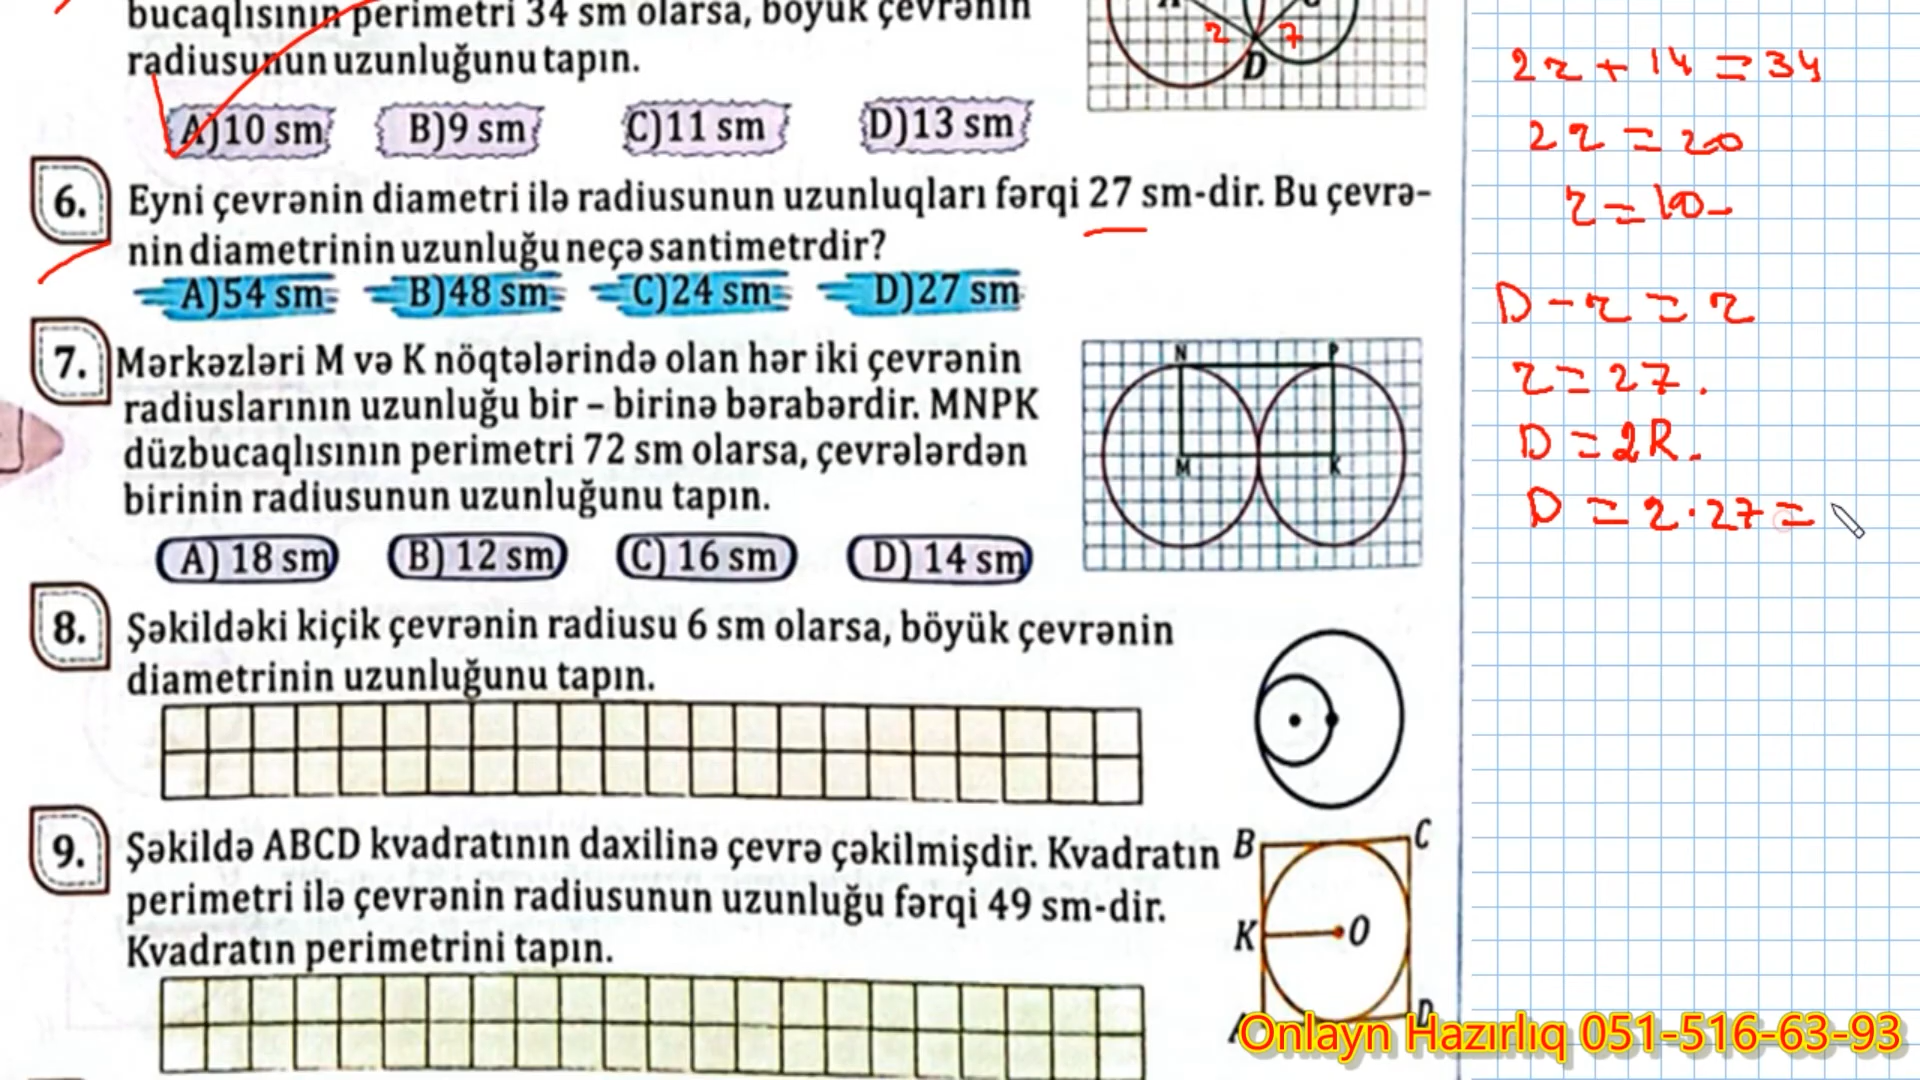 bucaqlısının perimetri 34 sm olarsa, böyük çevrənin
radiusunun uzunluğunu tapın.
A)10 sm B)9 sm C)11 sm D)13 sm
2 7
D
6. Eyni çevrənin diametri ilə radiusunun uzunluqları fərqi 27 sm-dir. Bu çevrə-
nin diametrinin uzunluğu neçə santimetrdir?
A)54 sm B)48 sm C)24 sm D)27 sm
7. Mərkəzləri M və K nöqtələrində olan hər iki çevrənin
radiuslarının uzunluğu bir – birinə bərabərdir. MNPK
düzbucaqlısının perimetri 72 sm olarsa, çevrələrdən
birinin radiusunun uzunluğunu tapın.
N P
M K
A) 18 sm B) 12 sm C) 16 sm D) 14 sm
8. Şəkildəki kiçik çevrənin radiusu 6 sm olarsa, böyük çevrənin
diametrinin uzunluğunu tapın.
9. Şəkildə ABCD kvadratının daxilinə çevrə çəkilmişdir. Kvadratın
perimetri ilə çevrənin radiusunun uzunluğu fərqi 49 sm-dir.
Kvadratın perimetrini tapın.
B C
K O
A D
2r + 14 = 34
2r = 20
r = 10
D - r = r
r = 27.
D = 2R.
D = 2·27 =
Onlayn Hazırlıq 051-516-63-93